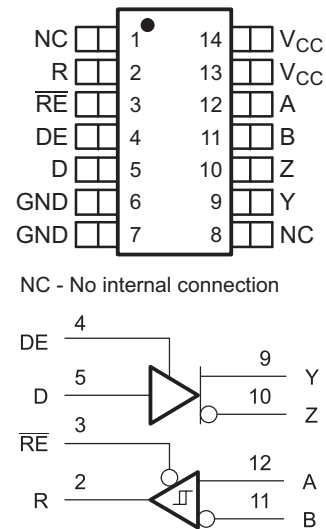 NC 1 14 VCC
R 2 13 VCC
RE 3 12 A
DE 4 11 B
D 5 10 Z
GND 6 9 Y
GND 7 8 NC
NC - No internal connection
DE 4
9 Y
D 5
10 Z
RE 3
12 A
R 2
11 B